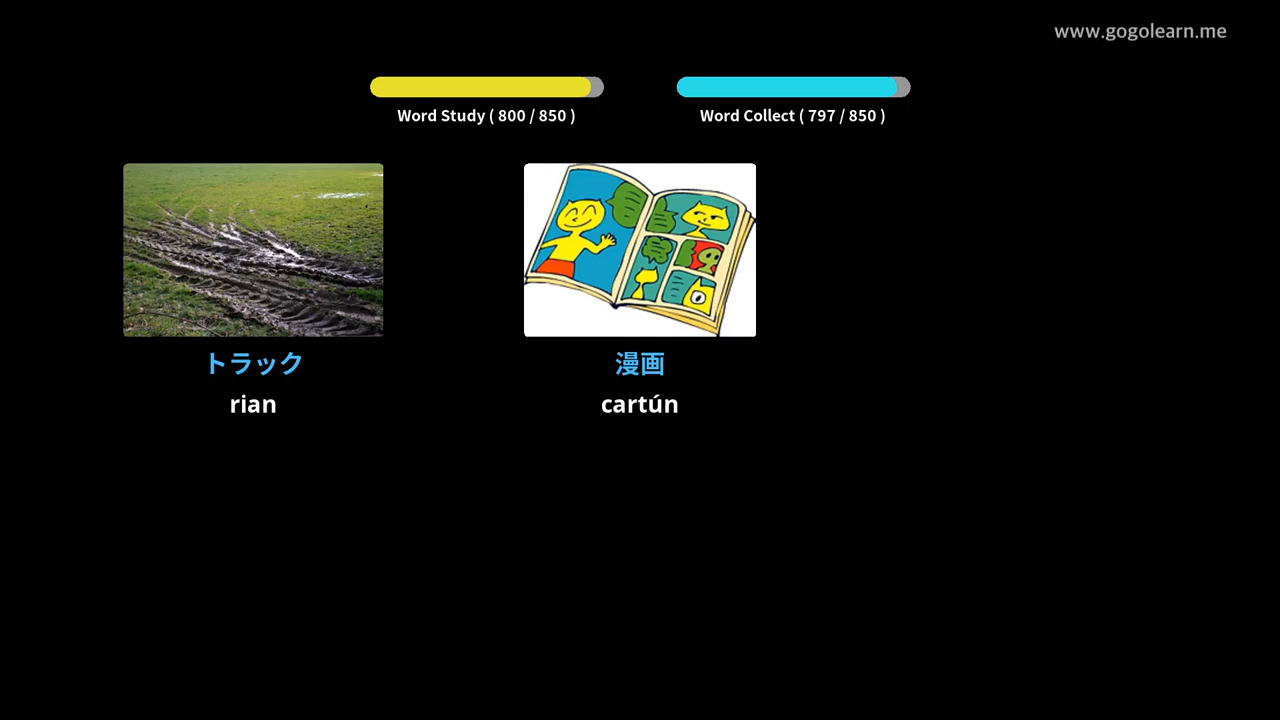 www.gogolearn.me
Word Study ( 800 / 850 )
Word Collect ( 797 / 850 )
トラック
rian
漫画
cartún